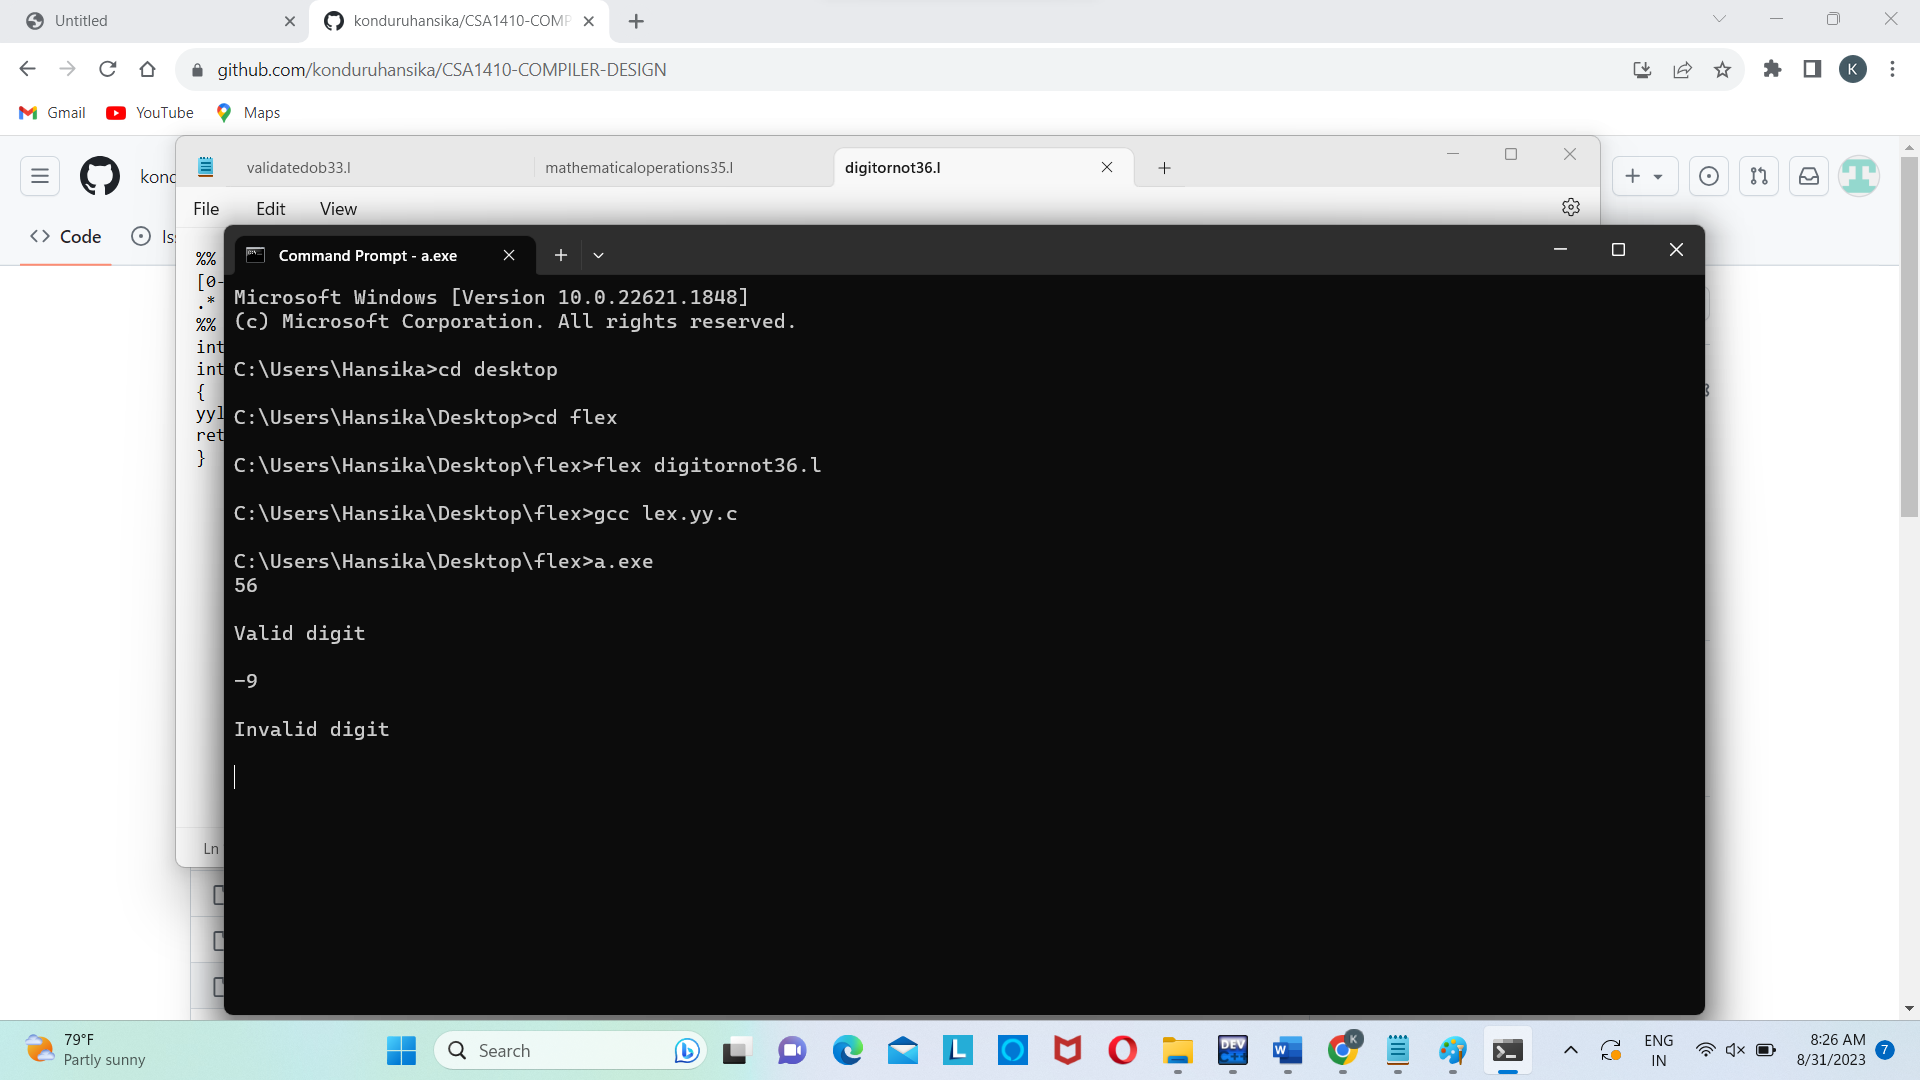 Untitled
konduruhansika/CSA1410-COMP
github.com/konduruhansika/CSA1410-COMPILER-DESIGN
K
Gmail
YouTube
Maps
kond
validatedob33.l
mathematicaloperations35.l
digitornot36.l
File Edit View
Code
Is
%%
[0-
.*
%%
int
int
{
yyl
ret
}
Ln
Command Prompt - a.exe
Microsoft Windows [Version 10.0.22621.1848]
(c) Microsoft Corporation. All rights reserved.
C:\Users\Hansika>cd desktop
C:\Users\Hansika\Desktop>cd flex
C:\Users\Hansika\Desktop\flex>flex digitornot36.l
C:\Users\Hansika\Desktop\flex>gcc lex.yy.c
C:\Users\Hansika\Desktop\flex>a.exe
56
Valid digit
-9
Invalid digit
79°F
Partly sunny
Search
L
DEV
C++
W
K
ENG
IN
8:26 AM
8/31/2023
7